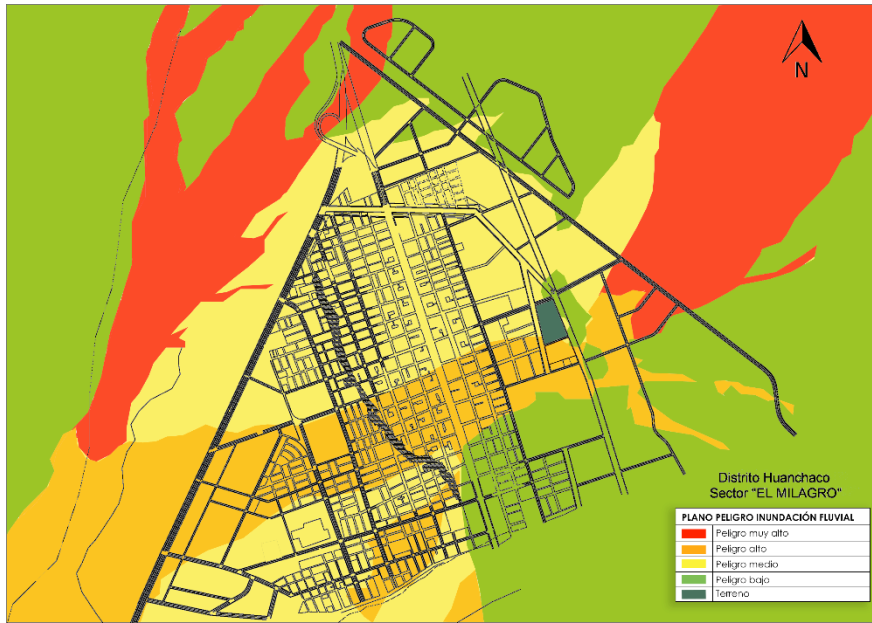 N
Distrito Huanchaco
Sector "EL MILAGRO"
PLANO PELIGRO INUNDACIÓN FLUVIAL
Peligro muy alto
Peligro alto
Peligro medio
Peligro bajo
Terreno